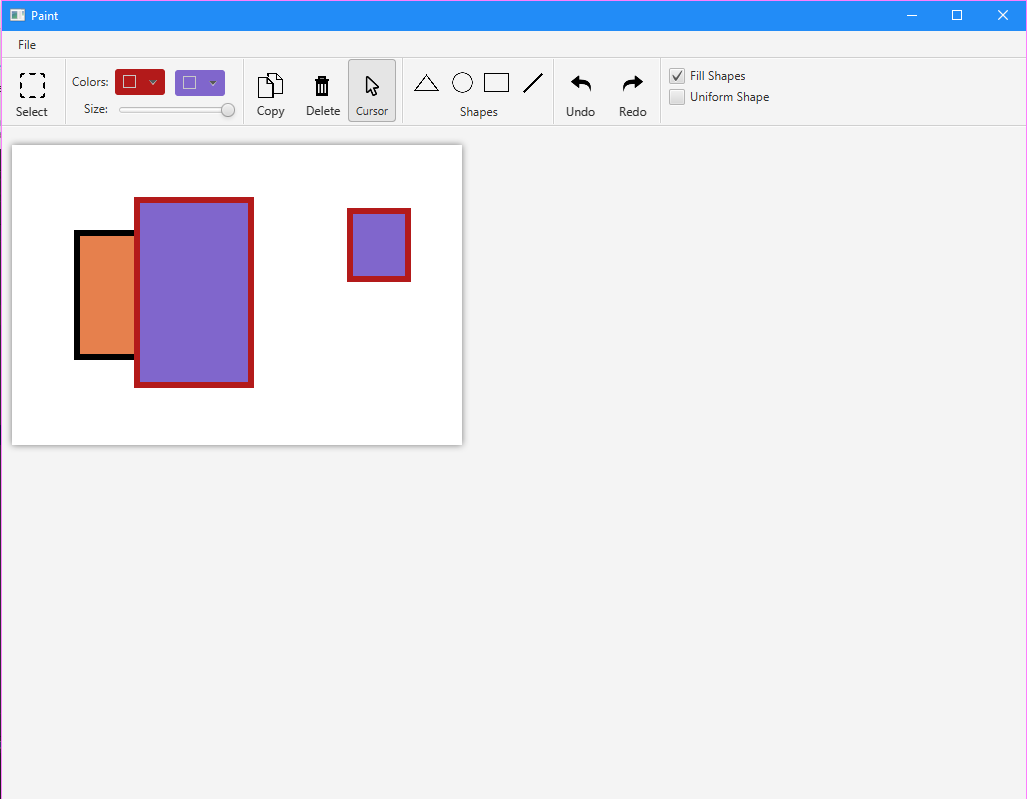 Paint
File
Colors:
Size:
Select
Copy
Delete
Cursor
Shapes
Undo
Redo
Fill Shapes
Uniform Shape